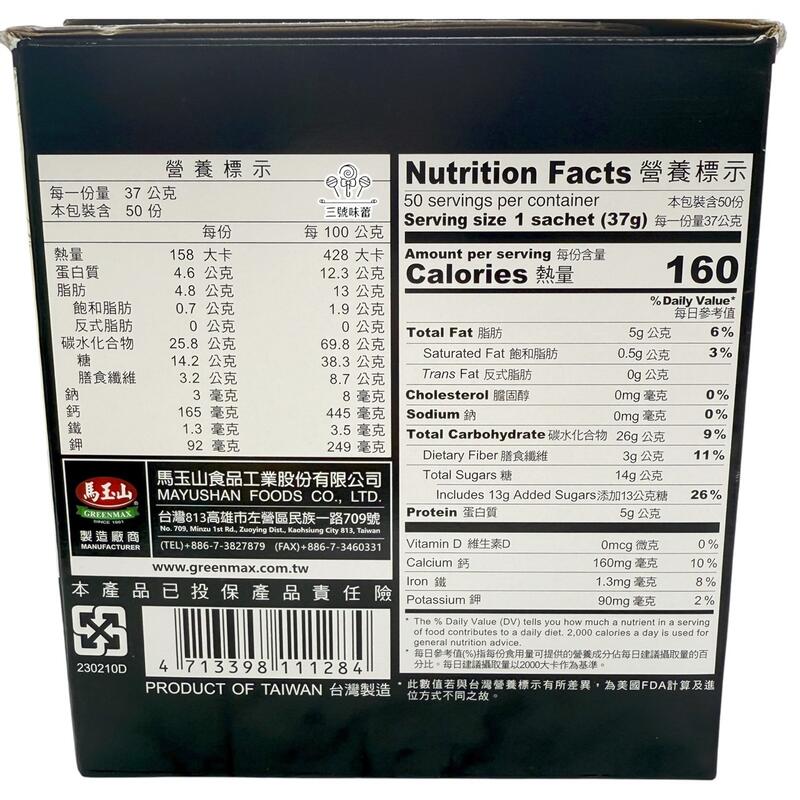 營養標示
每一份量 37 公克
本包裝含 50 份
三號味蕾
每份 每 100 公克
熱量 158 大卡 428 大卡
蛋白質 4.6 公克 12.3 公克
脂肪 4.8 公克 13 公克
飽和脂肪 0.7 公克 1.9 公克
反式脂肪 0 公克 0 公克
碳水化合物 25.8 公克 69.8 公克
糖 14.2 公克 38.3 公克
膳食纖維 3.2 公克 8.7 公克
鈉 3 毫克 8 毫克
鈣 165 毫克 445 毫克
鐵 1.3 毫克 3.5 毫克
鉀 92 毫克 249 毫克
馬玉山
GREENMAX
SINCE 1961
製造廠商
MANUFACTURER
馬玉山食品工業股份有限公司
MAYUSHAN FOODS CO., LTD.
台灣813高雄市左營區民族一路709號
No. 709, Minzu 1st Rd., Zuoying Dist., Kaohsiung City 813, Taiwan
(TEL)+886-7-3827879 (FAX)+886-7-3460331
www.greenmax.com.tw
本產品已投保產品責任險
230210D
4 713398 111284
PRODUCT OF TAIWAN 台灣製造
Nutrition Facts 營養標示
50 servings per container 本包裝含50份
Serving size 1 sachet (37g) 每一份量37公克
Amount per serving 每份含量
Calories 熱量 160
% Daily Value*
每日參考值
Total Fat 脂肪 5g 公克 6%
Saturated Fat 飽和脂肪 0.5g 公克 3%
Trans Fat 反式脂肪 0g 公克
Cholesterol 膽固醇 0mg 毫克 0%
Sodium 鈉 0mg 毫克 0%
Total Carbohydrate 碳水化合物 26g 公克 9%
Dietary Fiber 膳食纖維 3g 公克 11%
Total Sugars 糖 14g 公克
Includes 13g Added Sugars添加13公克糖 26%
Protein 蛋白質 5g 公克
Vitamin D 維生素D 0mcg 微克 0%
Calcium 鈣 160mg 毫克 10%
Iron 鐵 1.3mg 毫克 8%
Potassium 鉀 90mg 毫克 2%
* The % Daily Value (DV) tells you how much a nutrient in a serving
of food contributes to a daily diet. 2,000 calories a day is used for
general nutrition advice.
* 每日參考值(%)指每份食用量可提供的營養成分佔每日建議攝取量的百
分比。每日建議攝取量以2000大卡作為基準。
* 此數值若與台灣營養標示有所差異，為美國FDA計算及進
位方式不同之故。